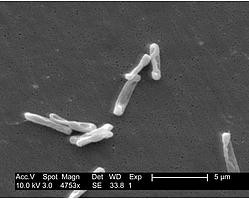 Acc.V Spot Magn Det WD Exp 5 µm
10.0 kV 3.0 4753x SE 33.8 1